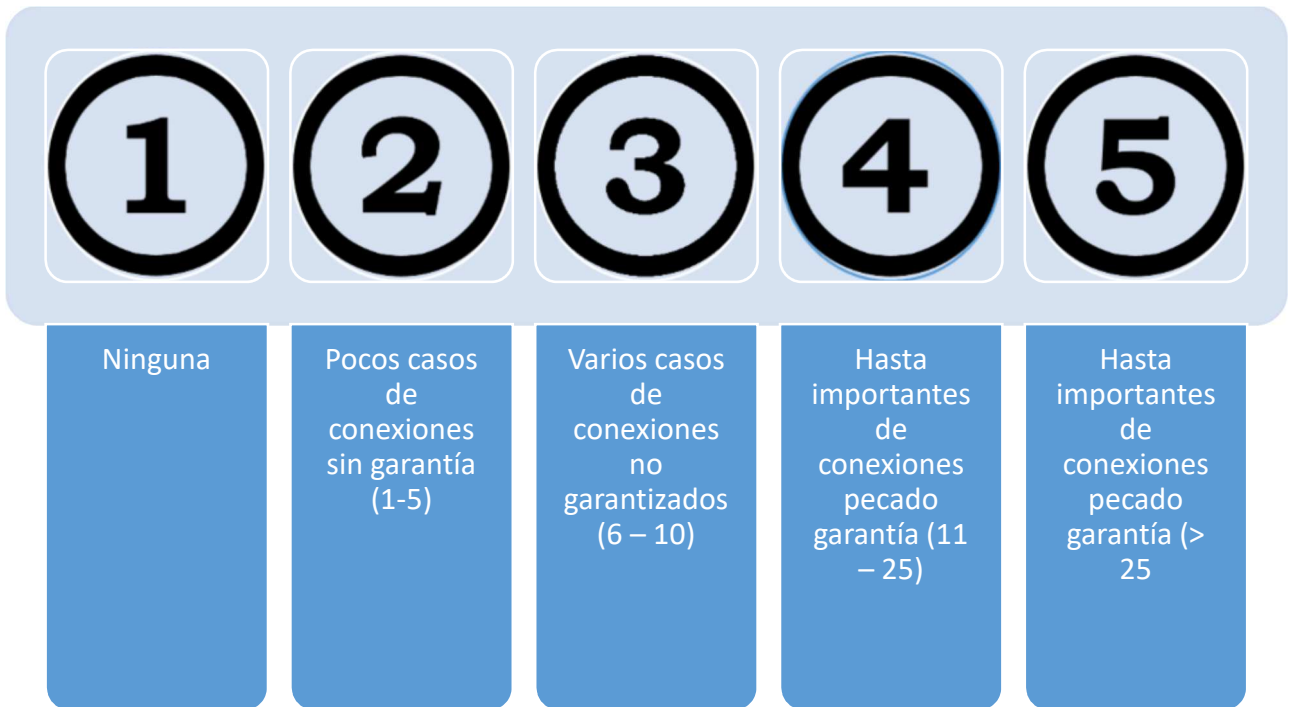 1
2
3
4
5
Ninguna
Pocos casos
de
conexiones
sin garantía
(1-5)
Varios casos
de
conexiones
no
garantizados
(6 – 10)
Hasta
importantes
de
conexiones
pecado
garantía (11
– 25)
Hasta
importantes
de
conexiones
pecado
garantía (>
25